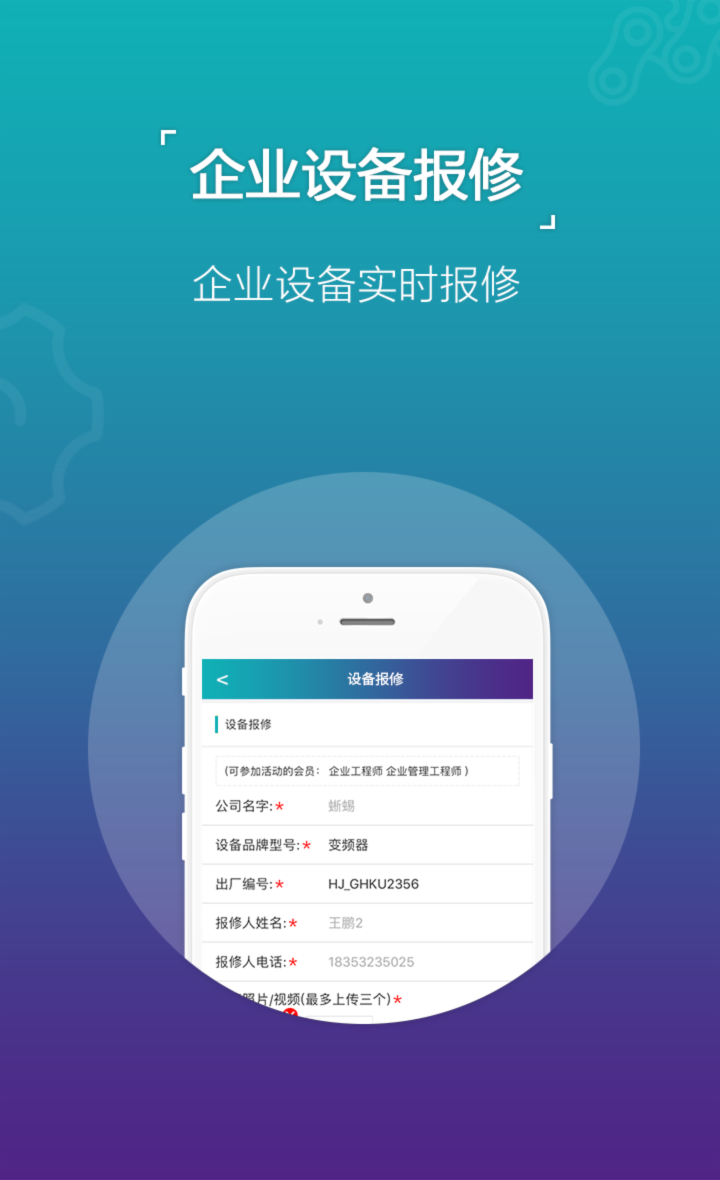 企业设备报修
企业设备实时报修
< 设备报修
设备报修
(可参加活动的会员： 企业工程师 企业管理工程师 )
公司名字:* 蜥蜴
设备品牌型号:* 变频器
出厂编号:* HJ_GHKU2356
报修人姓名:* 王鹏2
报修人电话:* 18353235025
照片/视频(最多上传三个)*